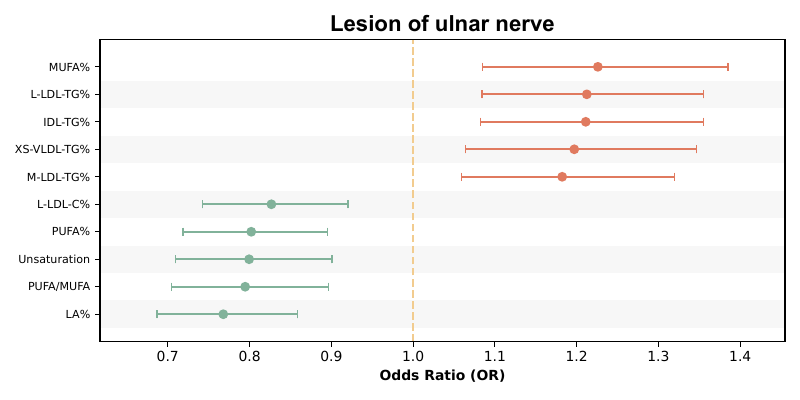 Lesion of ulnar nerve
MUFA%
L-LDL-TG%
IDL-TG%
XS-VLDL-TG%
M-LDL-TG%
L-LDL-C%
PUFA%
Unsaturation
PUFA/MUFA
LA%
0.7 0.8 0.9 1.0 1.1 1.2 1.3 1.4
Odds Ratio (OR)